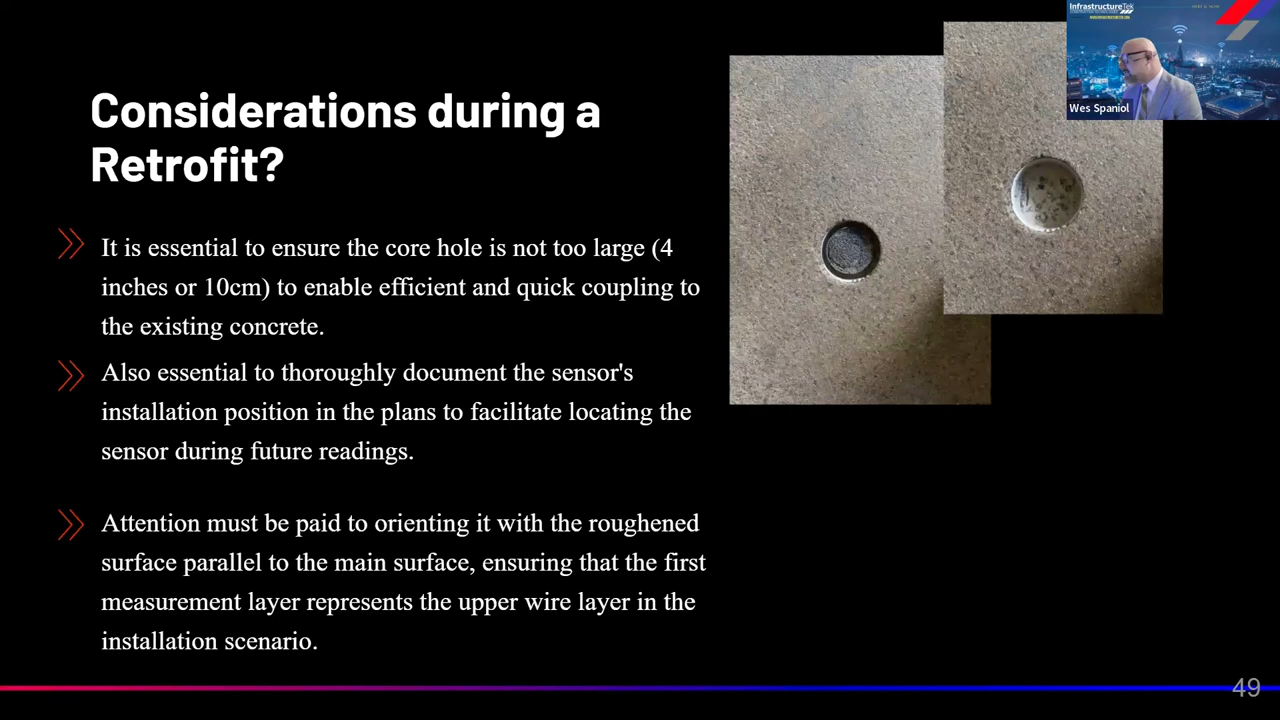 InfrastructureTek
Wes Spaniol
Considerations during a
Retrofit?
It is essential to ensure the core hole is not too large (4
inches or 10cm) to enable efficient and quick coupling to
the existing concrete.
Also essential to thoroughly document the sensor's
installation position in the plans to facilitate locating the
sensor during future readings.
Attention must be paid to orienting it with the roughened
surface parallel to the main surface, ensuring that the first
measurement layer represents the upper wire layer in the
installation scenario.
49